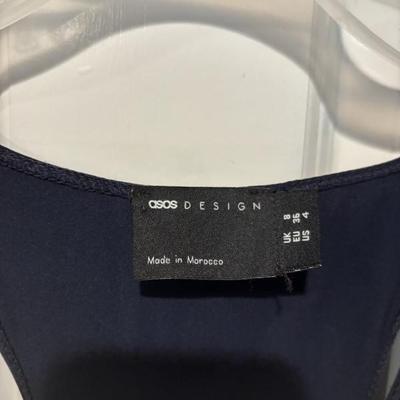 asos DESIGN
Made in Morocco
UK 8
EU 36
US 4